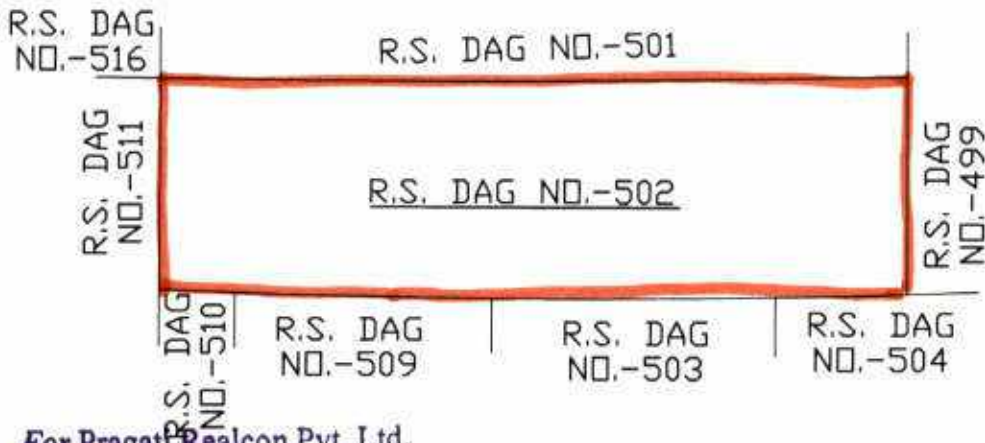 R.S. DAG
NO.-516
R.S. DAG NO.-501
R.S. DAG
NO.-511
R.S. DAG NO.-502
R.S. DAG
NO.-499
R.S. DAG
NO.-510
R.S. DAG
NO.-509
R.S. DAG
NO.-503
R.S. DAG
NO.-504
For Pragati Realcon Pvt. Ltd.